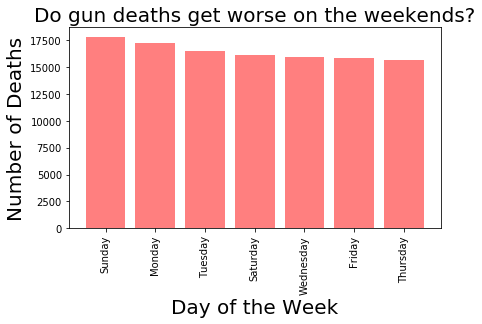 Do gun deaths get worse on the weekends?
Number of Deaths
17500
15000
12500
10000
7500
5000
2500
0
Sunday
Monday
Tuesday
Saturday
Wednesday
Friday
Thursday
Day of the Week